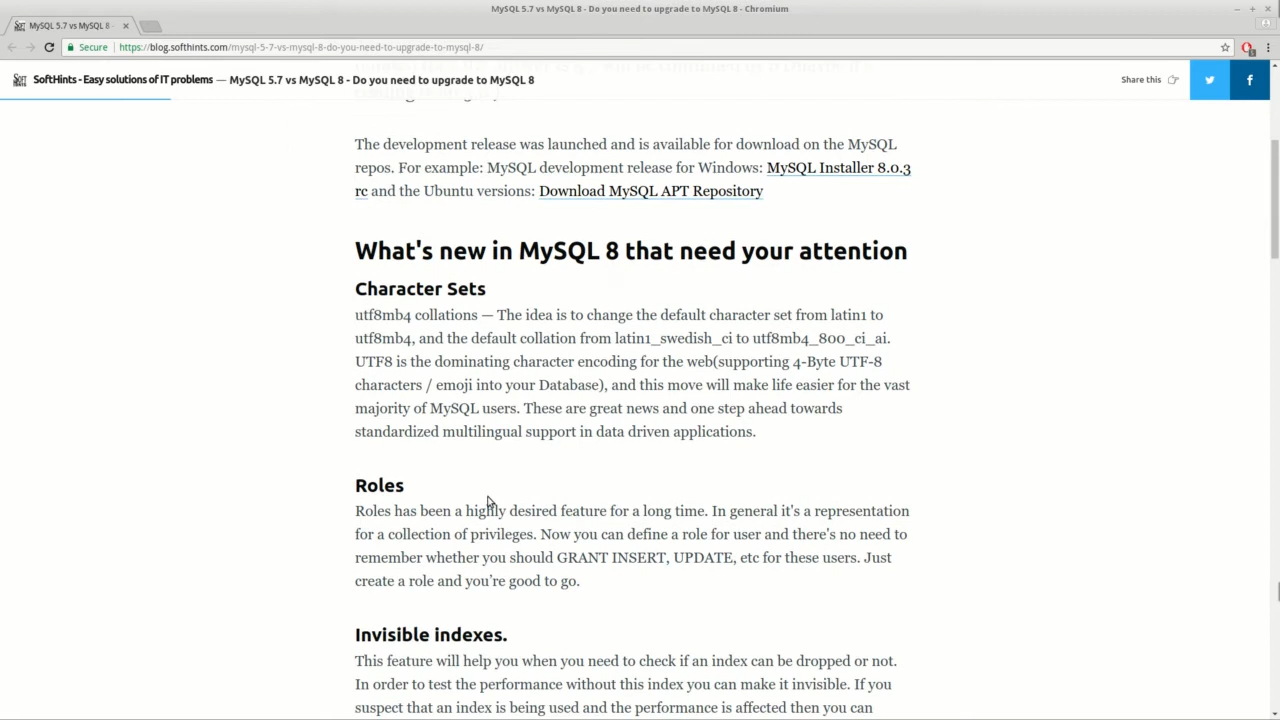 MySQL 5.7 vs MySQL 8 - Do you need to upgrade to MySQL 8 - Chromium
MySQL 5.7 vs MySQL 8 -
Secure
https://blog.softhints.com/mysql-5-7-vs-mysql-8-do-you-need-to-upgrade-to-mysql-8/
SoftHints - Easy solutions of IT problems — MySQL 5.7 vs MySQL 8 - Do you need to upgrade to MySQL 8
Share this
The development release was launched and is available for download on the MySQL
repos. For example: MySQL development release for Windows: MySQL Installer 8.0.3
rc and the Ubuntu versions: Download MySQL APT Repository
What's new in MySQL 8 that need your attention
Character Sets
utf8mb4 collations — The idea is to change the default character set from latin1 to
utf8mb4, and the default collation from latin1_swedish_ci to utf8mb4_800_ci_ai.
UTF8 is the dominating character encoding for the web(supporting 4-Byte UTF-8
characters / emoji into your Database), and this move will make life easier for the vast
majority of MySQL users. These are great news and one step ahead towards
standardized multilingual support in data driven applications.
Roles
Roles has been a highly desired feature for a long time. In general it's a representation
for a collection of privileges. Now you can define a role for user and there's no need to
remember whether you should GRANT INSERT, UPDATE, etc for these users. Just
create a role and you're good to go.
Invisible indexes.
This feature will help you when you need to check if an index can be dropped or not.
In order to test the performance without this index you can make it invisible. If you
suspect that an index is being used and the performance is affected then you can